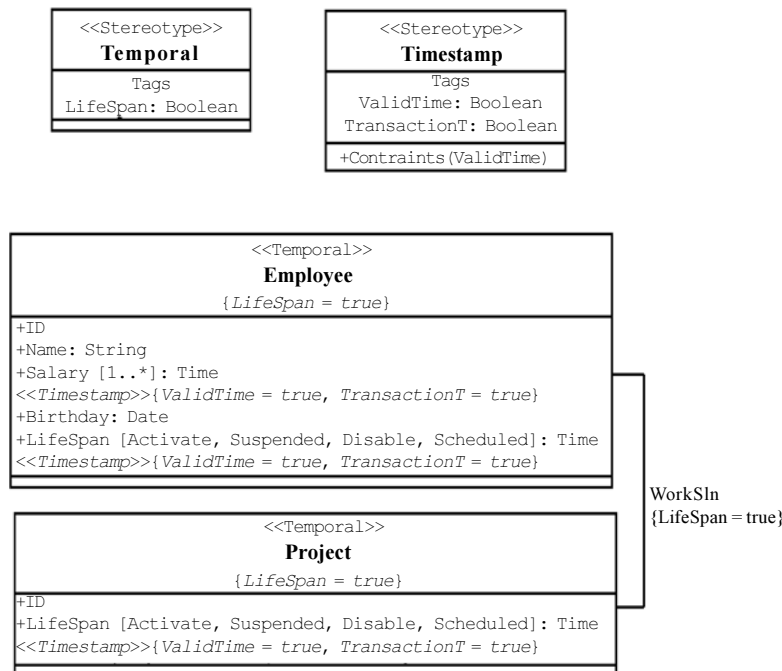 <<Stereotype>>
Temporal
Tags
LifeSpan: Boolean
<<Stereotype>>
Timestamp
Tags
ValidTime: Boolean
TransactionT: Boolean
+Contraints(ValidTime)
<<Temporal>>
Employee
{LifeSpan = true}
+ID
+Name: String
+Salary [1..*]: Time
<<Timestamp>>{ValidTime = true, TransactionT = true}
+Birthday: Date
+LifeSpan [Activate, Suspended, Disable, Scheduled]: Time
<<Timestamp>>{ValidTime = true, TransactionT = true}
WorkSln
{LifeSpan = true}
<<Temporal>>
Project
{LifeSpan = true}
+ID
+LifeSpan [Activate, Suspended, Disable, Scheduled]: Time
<<Timestamp>>{ValidTime = true, TransactionT = true}